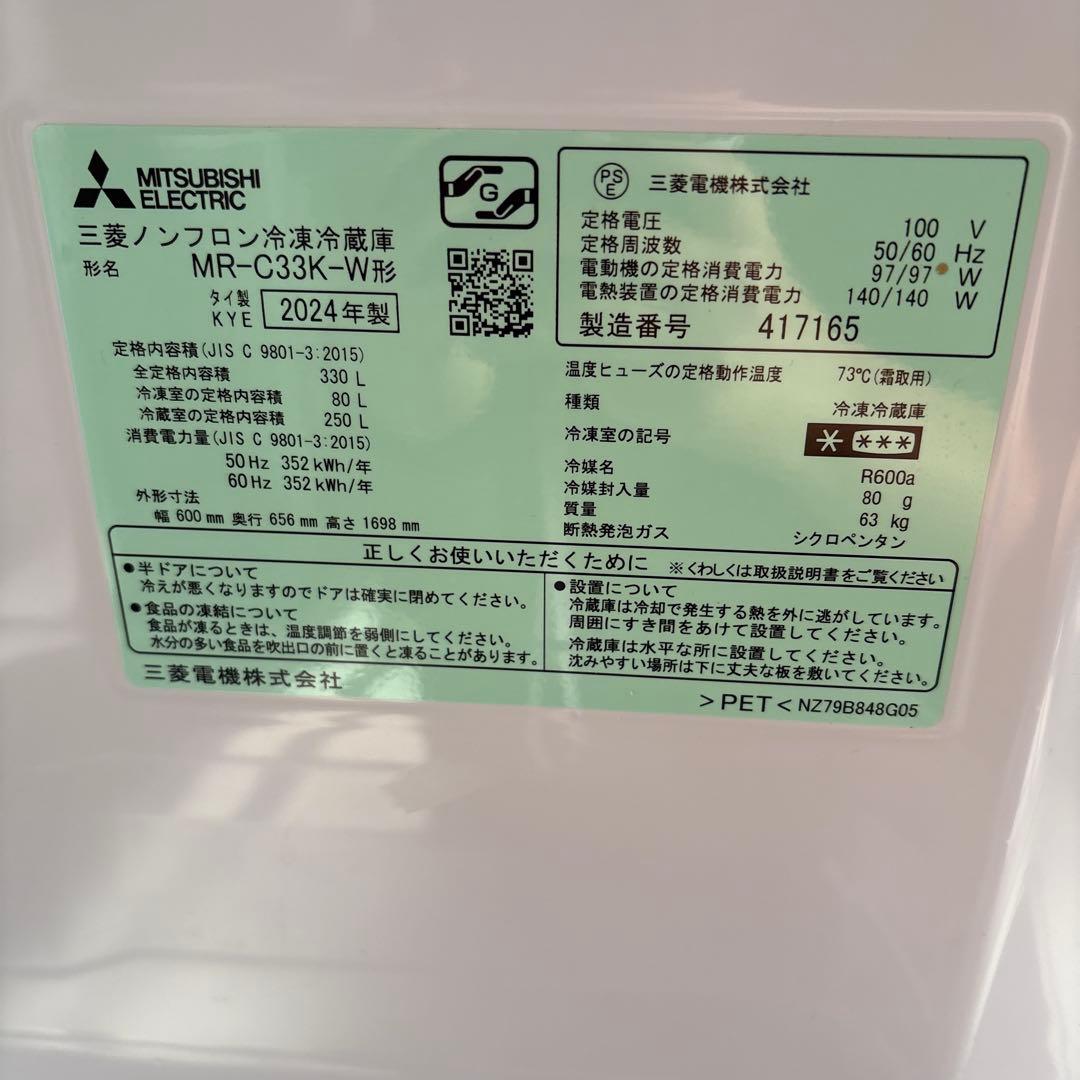 MITSUBISHI
ELECTRIC
G
三菱ノンフロン冷凍冷蔵庫
形名 MR-C33K-W形
タイ製
KYE 2024年製
定格内容積(JIS C 9801-3:2015)
全定格内容積 330 L
冷凍室の定格内容積 80 L
冷蔵室の定格内容積 250 L
消費電力量(JIS C 9801-3:2015)
50 Hz 352 kWh/年
60 Hz 352 kWh/年
外形寸法
幅 600 mm 奥行 656 mm 高さ 1698 mm
PS
E 三菱電機株式会社
定格電圧 100 V
定格周波数 50/60 Hz
電動機の定格消費電力 97/97 W
電熱装置の定格消費電力 140/140 W
製造番号 417165
温度ヒューズの定格動作温度 73℃(霜取用)
種類 冷凍冷蔵庫
冷凍室の記号 * ***
冷媒名 R600a
冷媒封入量 80 g
質量 63 kg
断熱発泡ガス シクロペンタン
正しくお使いいただくために ※くわしくは取扱説明書をご覧ください
●半ドアについて
冷えが悪くなりますのでドアは確実に閉めてください。
●食品の凍結について
食品が凍るときは、温度調節を弱側にしてください。
水分の多い食品を吹出口の前に置くと凍ることがあります。
●設置について
冷蔵庫は冷却で発生する熱を外に逃がしています。
周囲にすき間をあけて設置してください。
冷蔵庫は水平な所に設置してください。
沈みやすい場所は下に丈夫な板を敷いてください。
三菱電機株式会社
>PET< NZ79B848G05